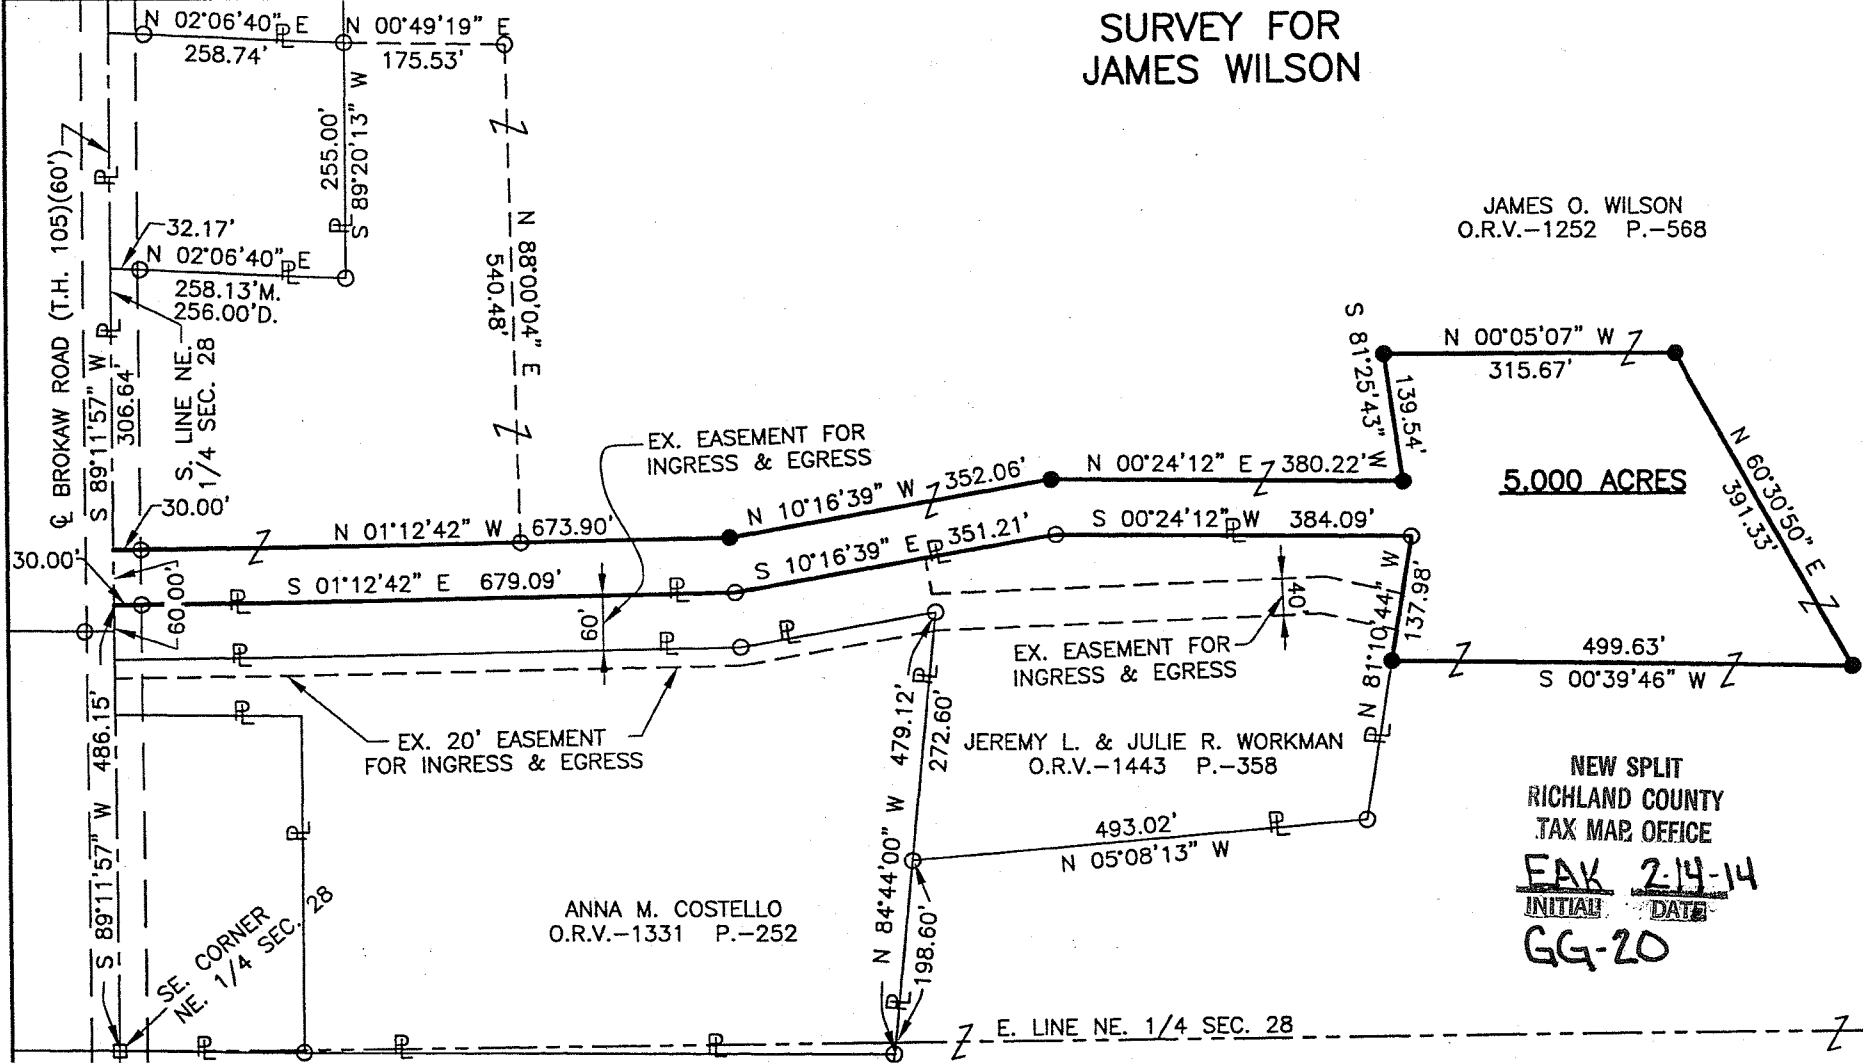 SURVEY FOR
JAMES WILSON
N 02°06'40" E
258.74'
N 00°49'19" E
175.53'
255.00'
S 89°20'13" W
℄ BROKAW ROAD (T.H. 105)(60')
32.17'
N 02°06'40" E
258.13'M.
256.00'D.
S 89°11'57" W
306.64'
S. LINE NE.
1/4 SEC. 28
N 88°00'04" E
540.48'
JAMES O. WILSON
O.R.V.-1252 P.-568
S 81°25'43" W
139.54'
N 00°05'07" W
315.67'
N 60°30'50" E
391.33'
5.000 ACRES
EX. EASEMENT FOR
INGRESS & EGRESS
30.00'
N 01°12'42" W 673.90'
N 10°16'39" W 352.06'
N 00°24'12" E 380.22'
30.00'
60.00'
S 01°12'42" E 679.09'
S 10°16'39" E 351.21'
S 00°24'12" W 384.09'
60'
40'
N 81°10'44" W
137.98'
499.63'
S 00°39'46" W
EX. EASEMENT FOR
INGRESS & EGRESS
EX. 20' EASEMENT
FOR INGRESS & EGRESS
S 89°11'57" W 486.15'
N 84°44'00" W 479.12'
272.60'
198.60'
JEREMY L. & JULIE R. WORKMAN
O.R.V.-1443 P.-358
493.02'
N 05°08'13" W
ANNA M. COSTELLO
O.R.V.-1331 P.-252
SE. CORNER
NE. 1/4 SEC. 28
E. LINE NE. 1/4 SEC. 28
NEW SPLIT
RICHLAND COUNTY
TAX MAP OFFICE
EAK 2-14-14
INITIAL DATE
GG-20